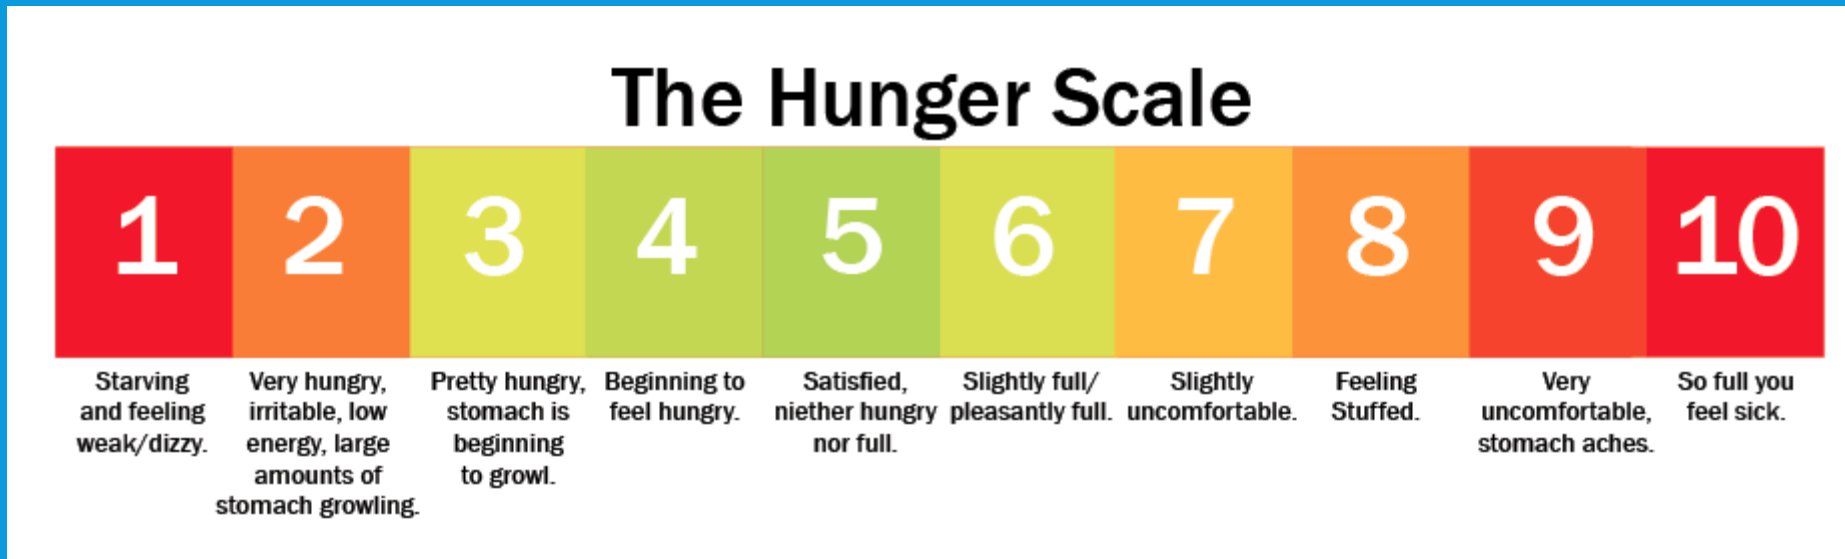 The Hunger Scale
1 2 3 4 5 6 7 8 9 10
Starving
and feeling
weak/dizzy.
Very hungry,
irritable, low
energy, large
amounts of
stomach growling.
Pretty hungry,
stomach is
beginning
to growl.
Beginning to
feel hungry.
Satisfied,
niether hungry
nor full.
Slightly full/
pleasantly full.
Slightly
uncomfortable.
Feeling
Stuffed.
Very
uncomfortable,
stomach aches.
So full you
feel sick.